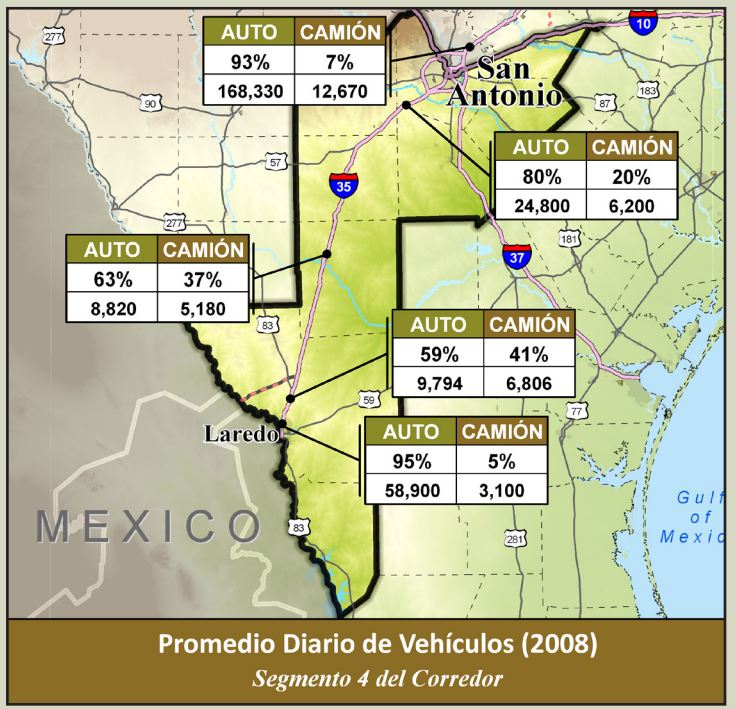 277
AUTO CAMIÓN
93% 7%
168,330 12,670
10
San
Antonio
90
87
183
57
35
AUTO CAMIÓN
80% 20%
24,800 6,200
277
181
37
AUTO CAMIÓN
63% 37%
8,820 5,180
83
AUTO CAMIÓN
59% 41%
9,794 6,806
59
77
Laredo
AUTO CAMIÓN
95% 5%
58,900 3,100
Gulf
of
Mexic
MEXICO
83
281
Promedio Diario de Vehículos (2008)
Segmento 4 del Corredor